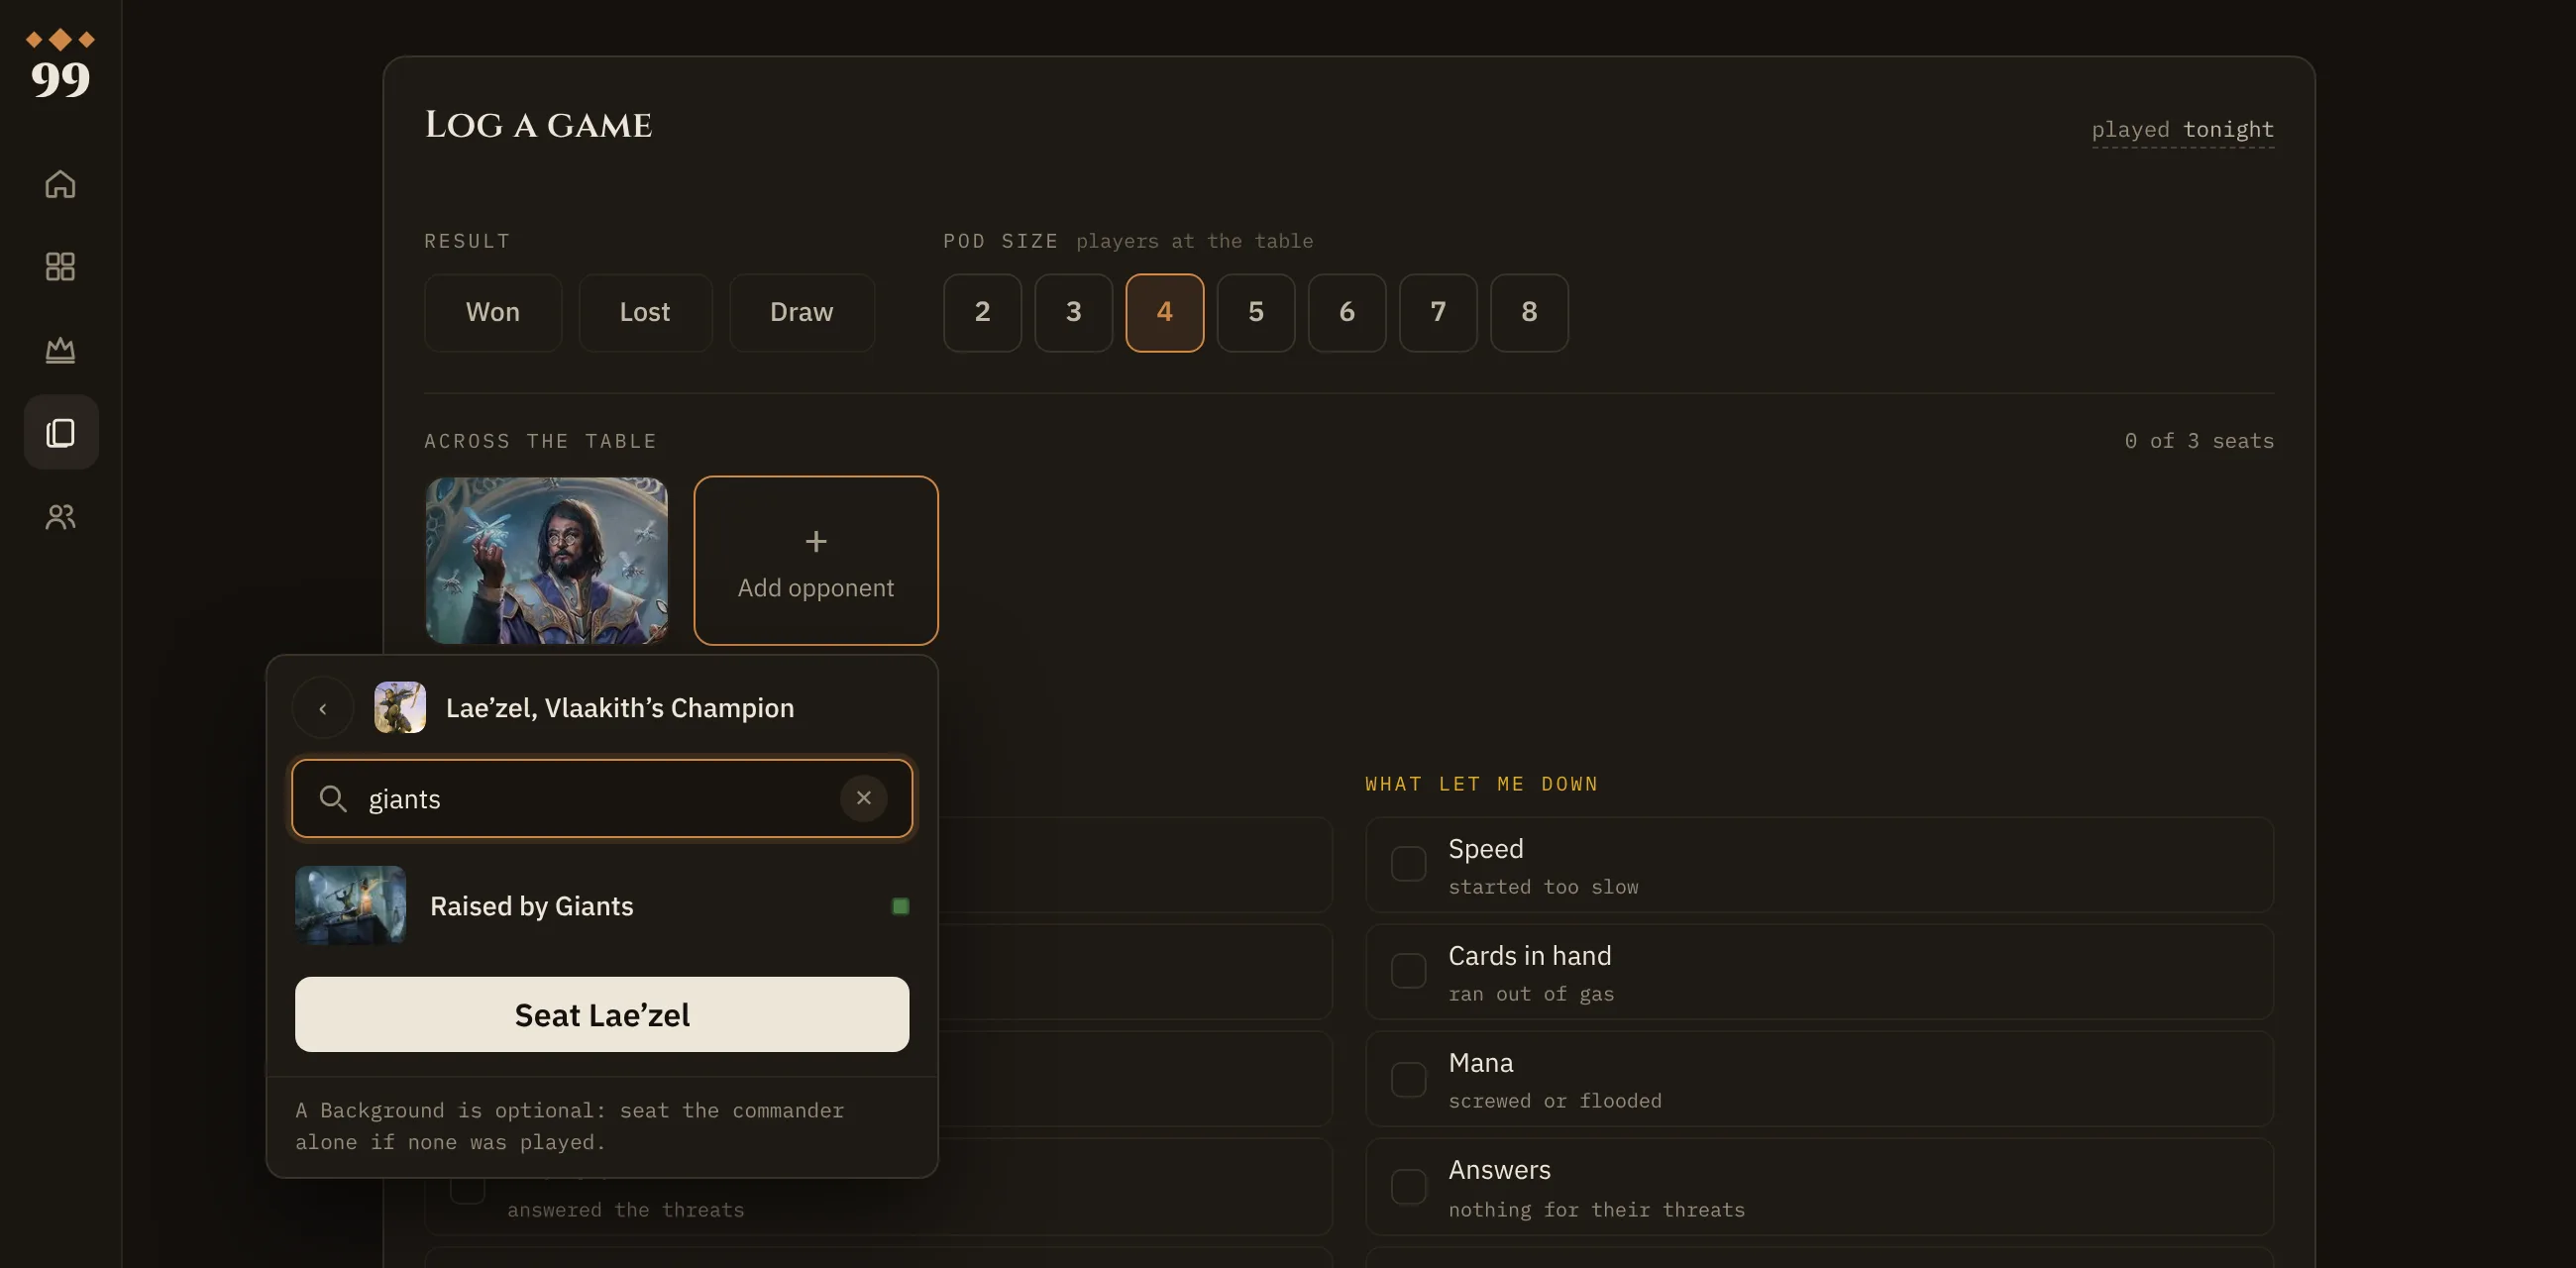 99
LOG A GAME
played tonight
RESULT
POD SIZE players at the table
Won
Lost
Draw
2
3
4
5
6
7
8
ACROSS THE TABLE
0 of 3 seats
+
Add opponent
Lae’zel, Vlaakith’s Champion
giants
Raised by Giants
Seat Lae’zel
A Background is optional: seat the commander
alone if none was played.
answered the threats
WHAT LET ME DOWN
Speed
started too slow
Cards in hand
ran out of gas
Mana
screwed or flooded
Answers
nothing for their threats